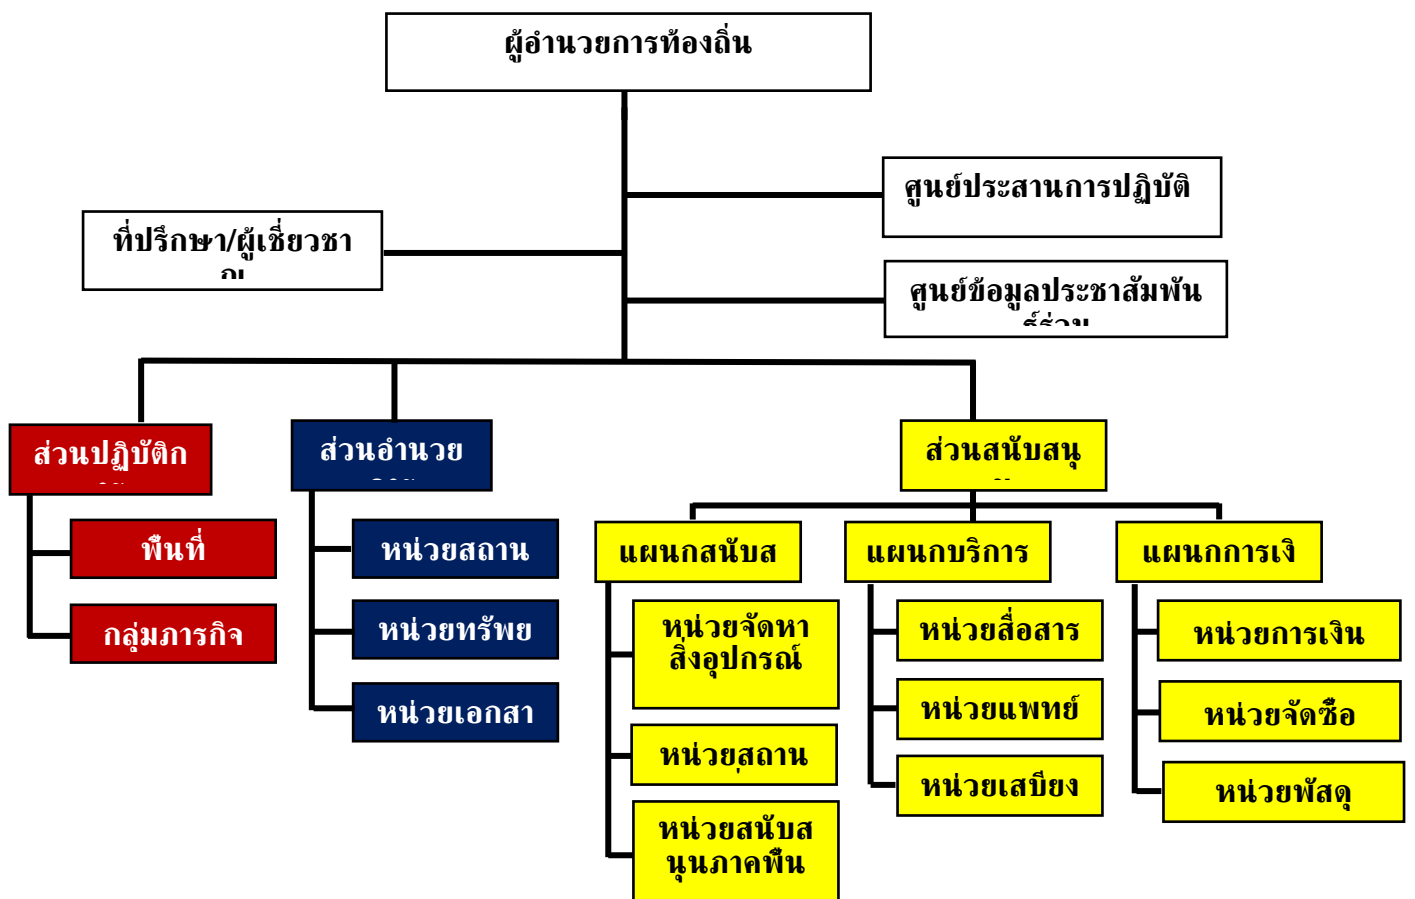 ผู้อำนวยการท้องถิ่น
ศูนย์ประสานการปฏิบัติ
ที่ปรึกษา/ผู้เชี่ยวชา
ญ
ศูนย์ข้อมูลประชาสัมพัน
ธ์ร่วม
ส่วนปฏิบัติก
ส่วนอำนวย
ส่วนสนับสนุ
พื้นที่
กลุ่มภารกิจ
หน่วยสถาน
หน่วยทรัพย
หน่วยเอกสา
แผนกสนับส
หน่วยจัดหา
สิ่งอุปกรณ์
หน่วยสถาน
หน่วยสนับส
นุนภาคพื้น
แผนกบริการ
หน่วยสื่อสาร
หน่วยแพทย์
หน่วยเสบียง
แผนกการเงิ
หน่วยการเงิน
หน่วยจัดซื้อ
หน่วยพัสดุ